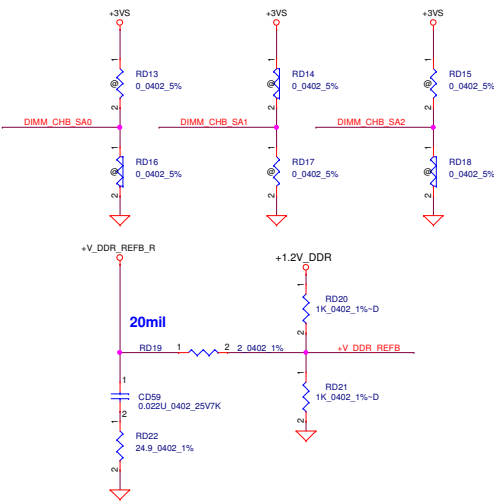 +3VS
+3VS
+3VS
1
1
1
RD13
0_0402_5%
@
RD14
0_0402_5%
@
RD15
0_0402_5%
@
2
2
2
DIMM_CHB_SA0
DIMM_CHB_SA1
DIMM_CHB_SA2
1
1
1
RD16
0_0402_5%
@
RD17
0_0402_5%
@
RD18
0_0402_5%
@
2
2
2
+V_DDR_REFB_R
+1.2V_DDR
1
RD20
1K_0402_1%~D
2
20mil
RD19
1
2
2_0402_1%
+V_DDR_REFB
1
RD21
1K_0402_1%~D
2
1
CD59
0.022U_0402_25V7K
2
1
RD22
24.9_0402_1%
2